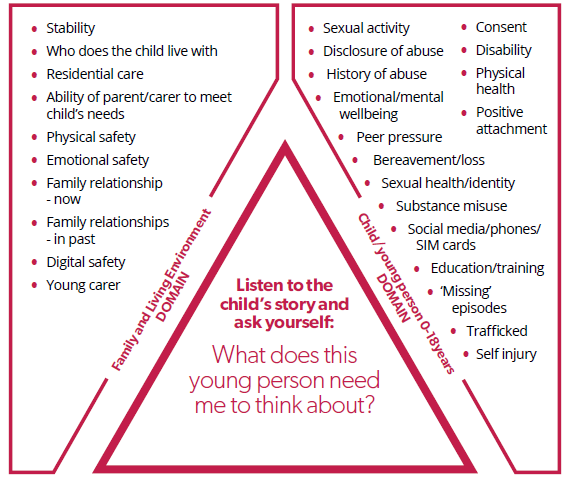 • Stability
• Who does the child live with
• Residential care
• Ability of parent/carer to meet
child's needs
• Physical safety
• Emotional safety
• Family relationship
- now
• Family relationships
- in past
• Digital safety
• Young carer
Family and Living Environment
DOMAIN
• Sexual activity
• Disclosure of abuse
• History of abuse
• Emotional/mental
wellbeing
• Peer pressure
• Bereavement/loss
• Sexual health/identity
• Substance misuse
• Social media/phones/
SIM cards
• Education/training
• ‘Missing’
episodes
• Trafficked
• Self injury
• Consent
• Disability
• Physical
health
• Positive
attachment
Child/ young person 0-18years
DOMAIN
Listen to the
child’s story and
ask yourself:
What does this
young person need
me to think about?